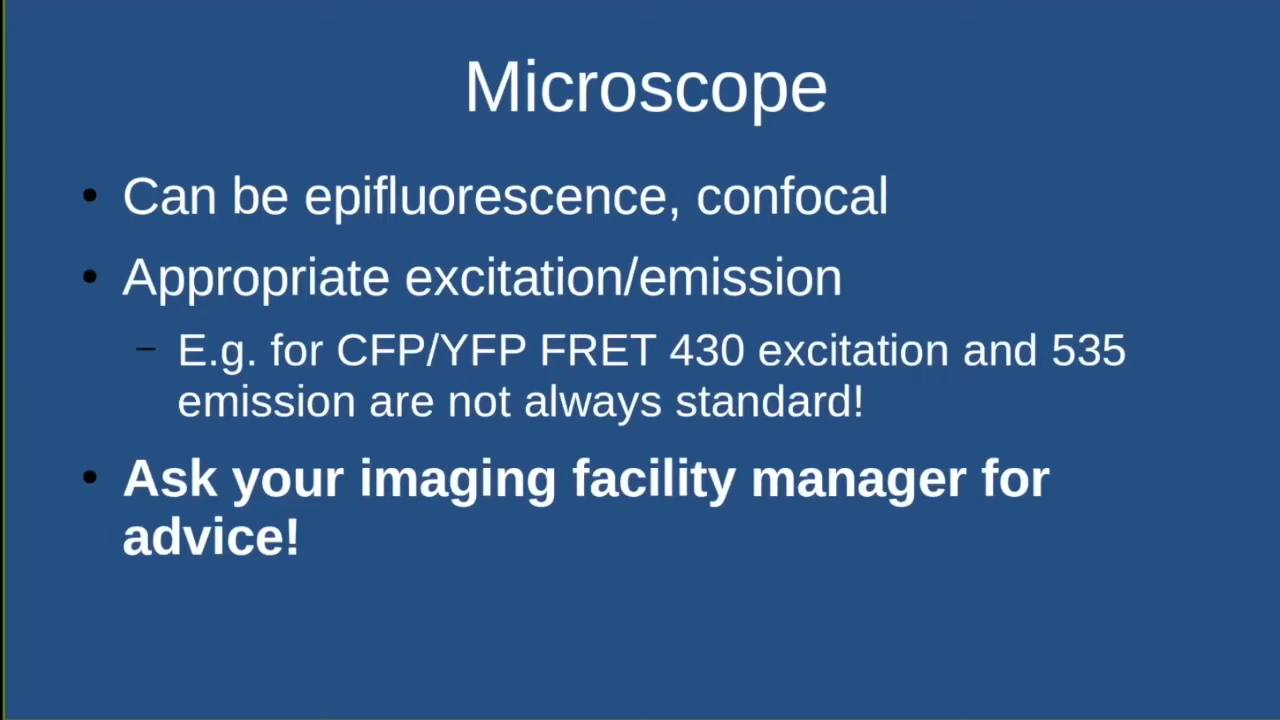 Microscope
• Can be epifluorescence, confocal
• Appropriate excitation/emission
– E.g. for CFP/YFP FRET 430 excitation and 535
emission are not always standard!
• Ask your imaging facility manager for
advice!